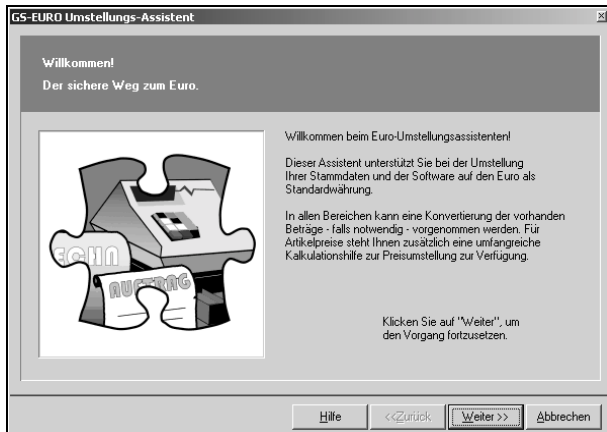 GS-EURO Umstellungs-Assistent
Willkommen!
Der sichere Weg zum Euro.
Willkommen beim Euro-Umstellungsassistenten!
Dieser Assistent unterstützt Sie bei der Umstellung
Ihrer Stammdaten und der Software auf den Euro als
Standardwährung.
In allen Bereichen kann eine Konvertierung der vorhanden
Beträge - falls notwendig - vorgenommen werden. Für
Artikelpreise steht Ihnen zusätzlich eine umfangreiche
Kalkulationshilfe zur Preisumstellung zur Verfügung.
ECHN
AUFTRAG
Klicken Sie auf "Weiter", um
den Vorgang fortzusetzen.
Hilfe <<Zurück Weiter >> Abbrechen